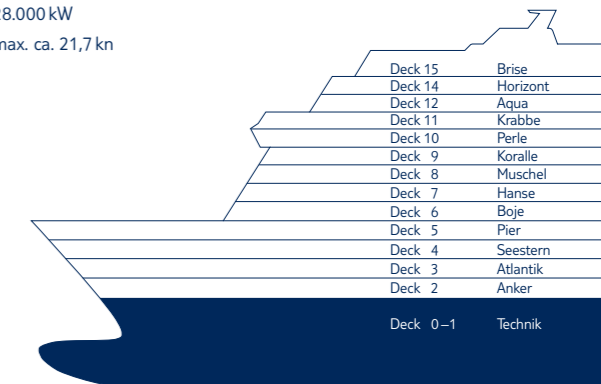 28.000 kW
max. ca. 21,7 kn
Deck 15 Brise
Deck 14 Horizont
Deck 12 Aqua
Deck 11 Krabbe
Deck 10 Perle
Deck 9 Koralle
Deck 8 Muschel
Deck 7 Hanse
Deck 6 Boje
Deck 5 Pier
Deck 4 Seestern
Deck 3 Atlantik
Deck 2 Anker
Deck 0–1 Technik